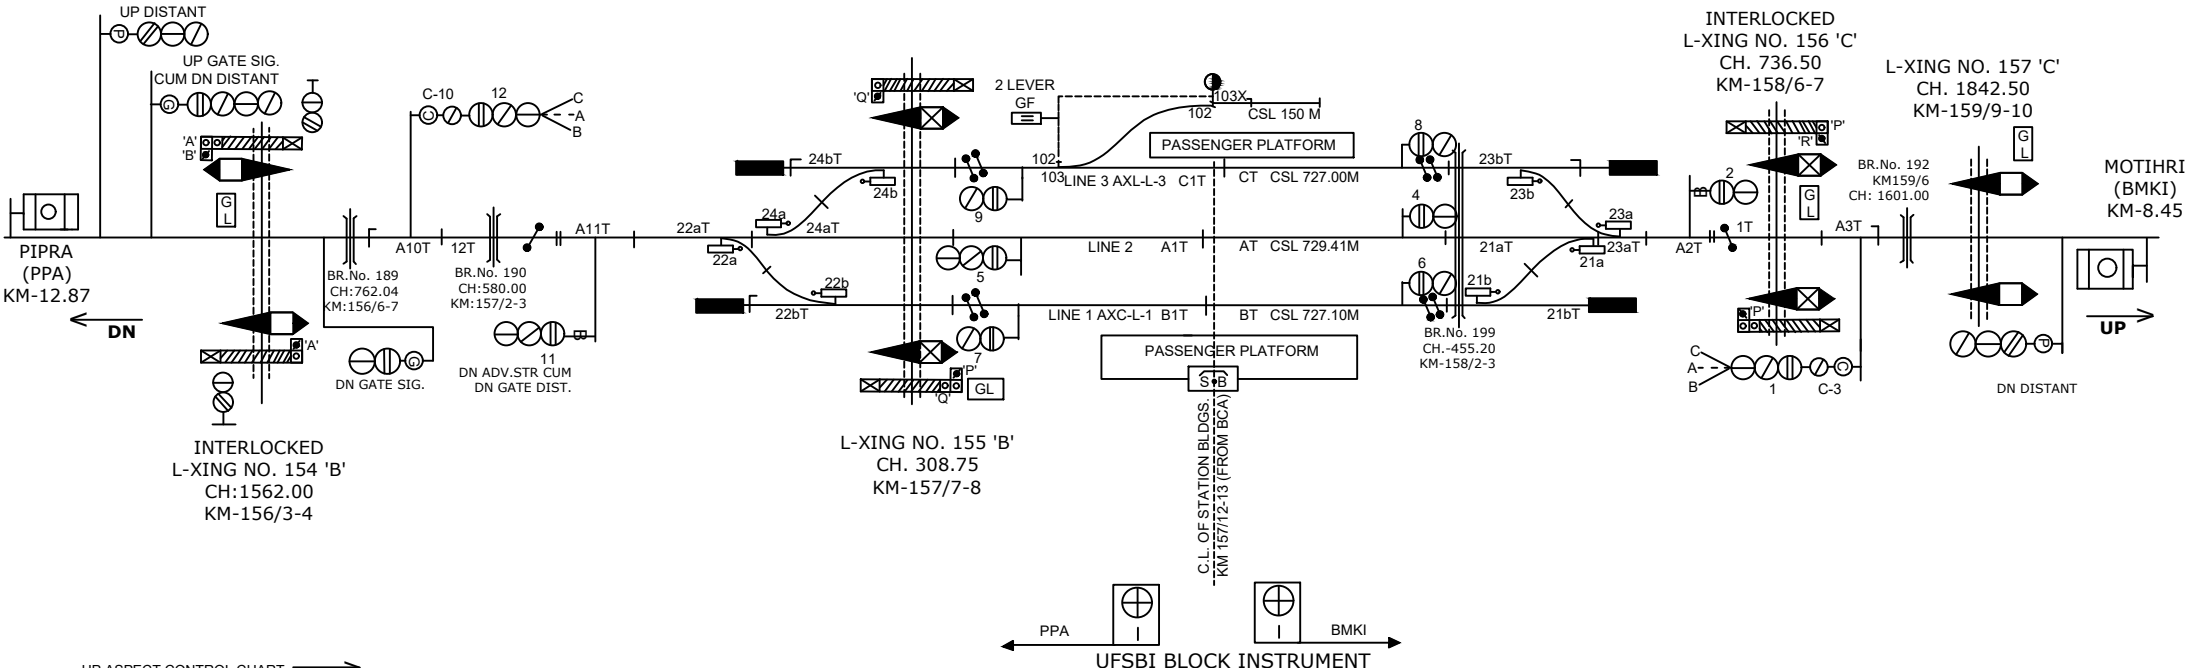 UP DISTANT
P
UP GATE SIG.
CUM DN DISTANT
G
'A'
'B'
G
L
PIPRA
(PPA)
KM-12.87
DN
'A'
INTERLOCKED
L-XING NO. 154 'B'
CH:1562.00
KM-156/3-4
BR.No. 189
CH:762.04
KM:156/6-7
G
DN GATE SIG.
C-10
12
C
C
A
B
A10T
12T
BR.No. 190
CH:580.00
KM:157/2-3
A11T
B
11
DN ADV.STR CUM
DN GATE DIST.
22aT
22a
24a
24aT
24bT
24b
22b
22bT
'Q'
9
5
7
'P'
'Q'
GL
L-XING NO. 155 'B'
CH. 308.75
KM-157/7-8
2 LEVER
GF
103X
102
CSL 150 M
102
103
PASSENGER PLATFORM
LINE 3 AXL-L-3 C1T CT CSL 727.00M
LINE 2 A1T AT CSL 729.41M
LINE 1 AXC-L-1 B1T BT CSL 727.10M
PASSENGER PLATFORM
S B
C.L. OF STATION BLDGS.
KM 157/12-13 (FROM BCA)
8
4
6
BR.No. 199
CH.-455.20
KM-158/2-3
23bT
23b
23a
21aT
23aT
21a
21b
21bT
A2T
B
2
1T
INTERLOCKED
L-XING NO. 156 'C'
CH. 736.50
KM-158/6-7
'P'
'R'
G
L
A3T
'P'
C
A
B
1
C-3
C
BR.No. 192
KM159/6
CH: 1601.00
L-XING NO. 157 'C'
CH. 1842.50
KM-159/9-10
G
L
P
DN DISTANT
MOTIHRI
(BMKI)
KM-8.45
UP
PPA
BMKI
UFSBI BLOCK INSTRUMENT
UP ASPECT CONTROL CHART